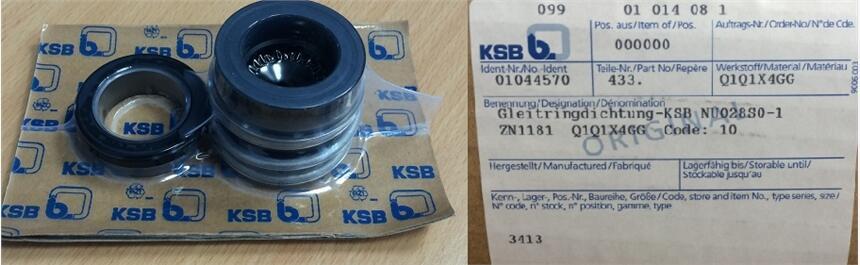 KSB b
KSB b
KSB b
KSB b
KSB b
099 01 014 08 1
KSB b
Pos. aus/Item of/Pos.
000000
Auftrags-Nr./Order-No/N° de Cde.
Ident-Nr./No.-Ident
01044570
Teile-Nr./Part No/Repère
433.
Werkstoff/Material/Matériau
Q1Q1X4GG
Benennung/Designation/Dénomination
Gleitringdichtung-KSB NU028S0-1
ZN1181 Q1Q1X4GG Code: 10
ORIGINAL
Hergestellt/Manufactured/Fabriqué
Lagerfähig bis/Storable until/
Stockable jusqu'au
Kern-, Lager-, Pos.-Nr., Baureihe, Größe/Code, store and item No., type series, size/
N° code, n° stock, n° position, gamme, type
3413